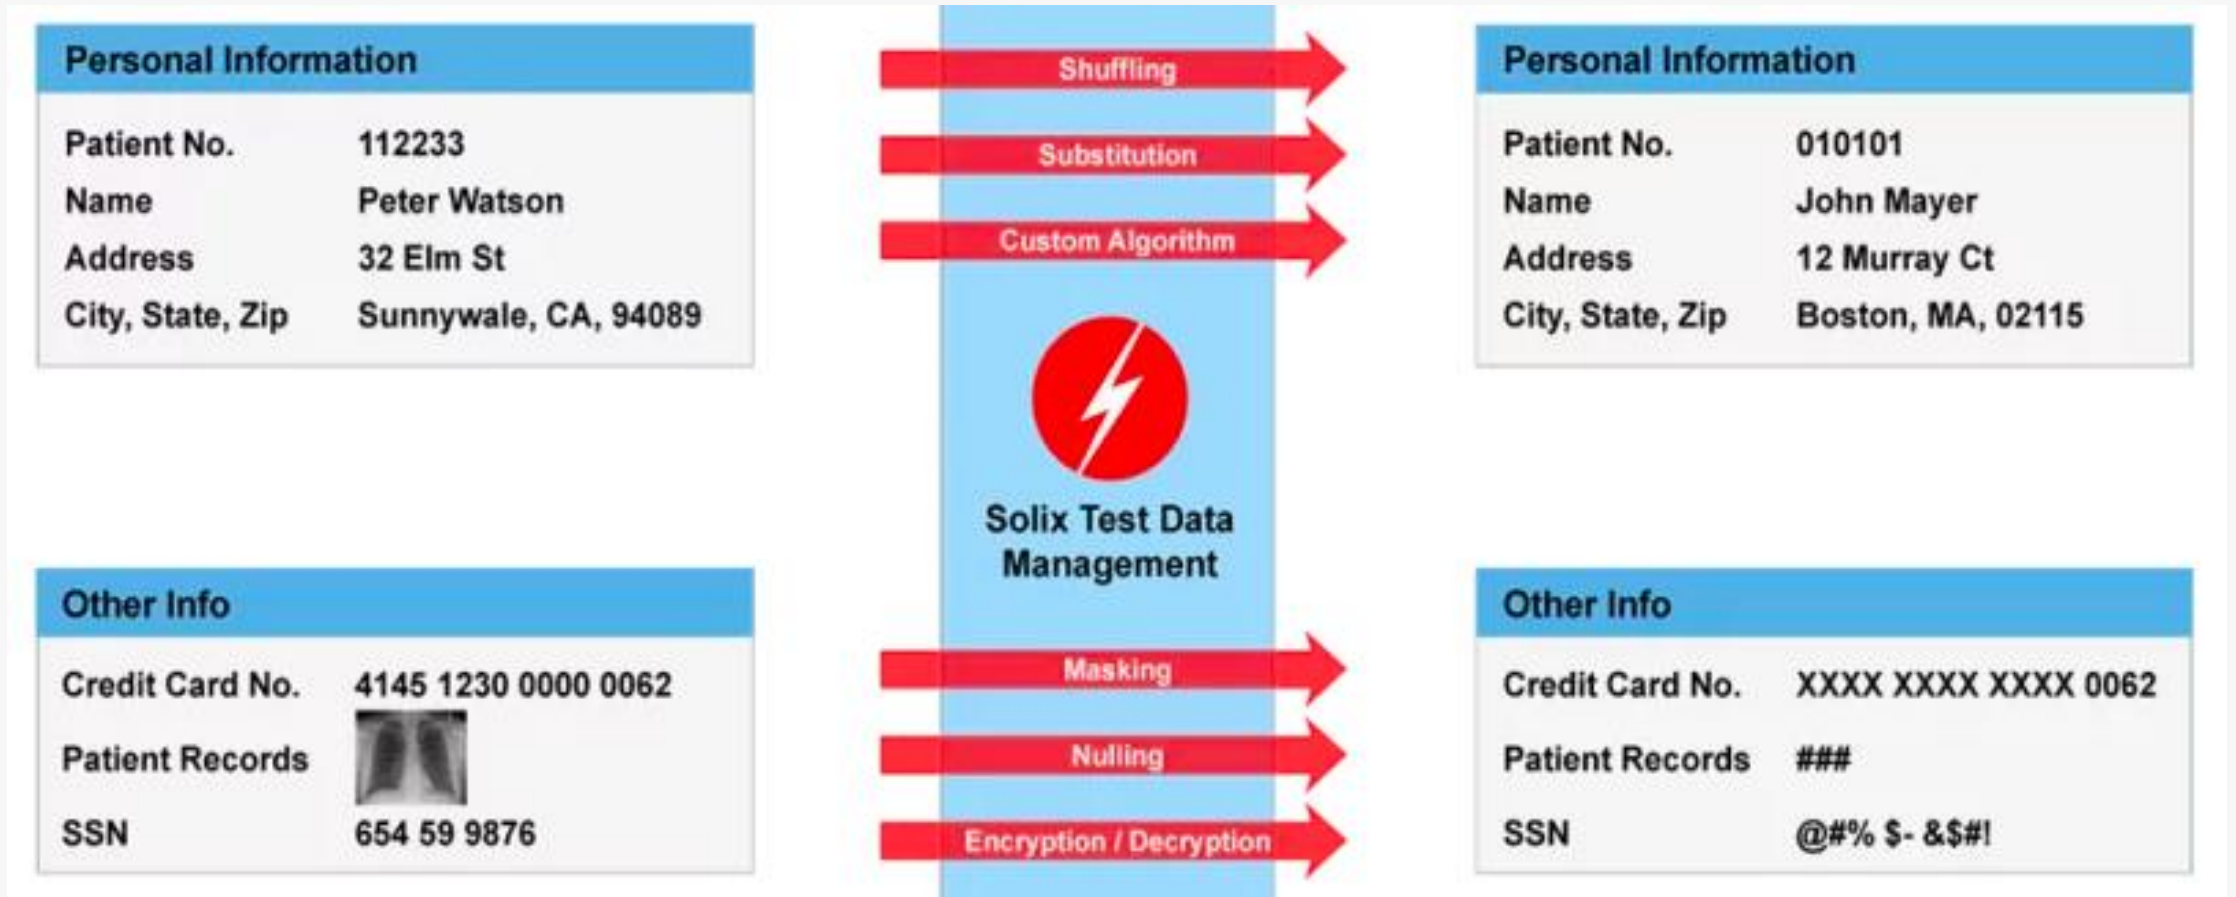 Personal Information
Patient No. 112233
Name Peter Watson
Address 32 Elm St
City, State, Zip Sunnywale, CA, 94089
Other Info
Credit Card No. 4145 1230 0000 0062
Patient Records
SSN 654 59 9876
Shuffling
Substitution
Custom Algorithm
Solix Test Data
Management
Masking
Nulling
Encryption / Decryption
Personal Information
Patient No. 010101
Name John Mayer
Address 12 Murray Ct
City, State, Zip Boston, MA, 02115
Other Info
Credit Card No. XXXX XXXX XXXX 0062
Patient Records ###
SSN @#% $- &$#!